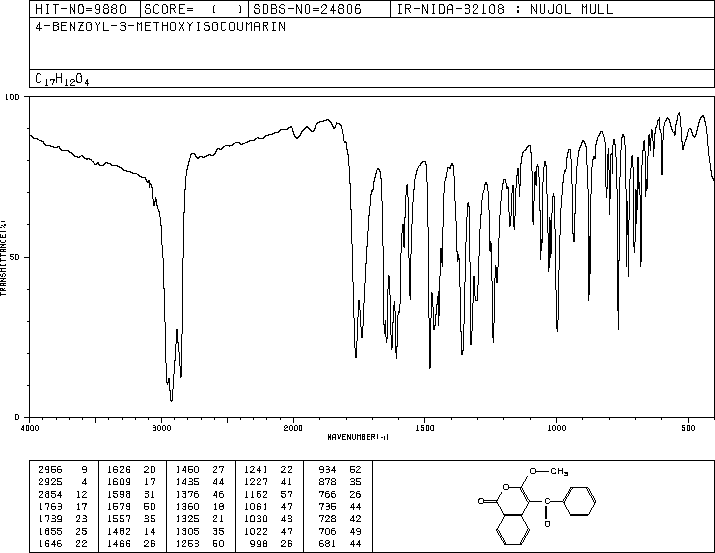 HIT-NO=9880 SCORE= ( ) SDBS-NO=24806 IR-NIDA-32108 : NUJOL MULL
4-BENZOYL-3-METHOXYISOCOUMARIN
C17H12O4
100
50
0
TRANSMITTANCE(%)
4000 3000 2000 1500 1000 500
WAVENUMBER(-1)
2956 9 1626 20 1460 27 1241 22 934 52
2925 4 1609 17 1435 44 1227 41 878 35
2854 12 1598 31 1376 46 1162 57 766 26
1763 17 1579 50 1360 18 1061 47 735 44
1739 23 1557 35 1325 21 1030 43 728 42
1655 25 1482 14 1305 35 1022 47 706 49
1646 22 1466 26 1253 50 998 26 681 44
O—CH3
O
O
C
O